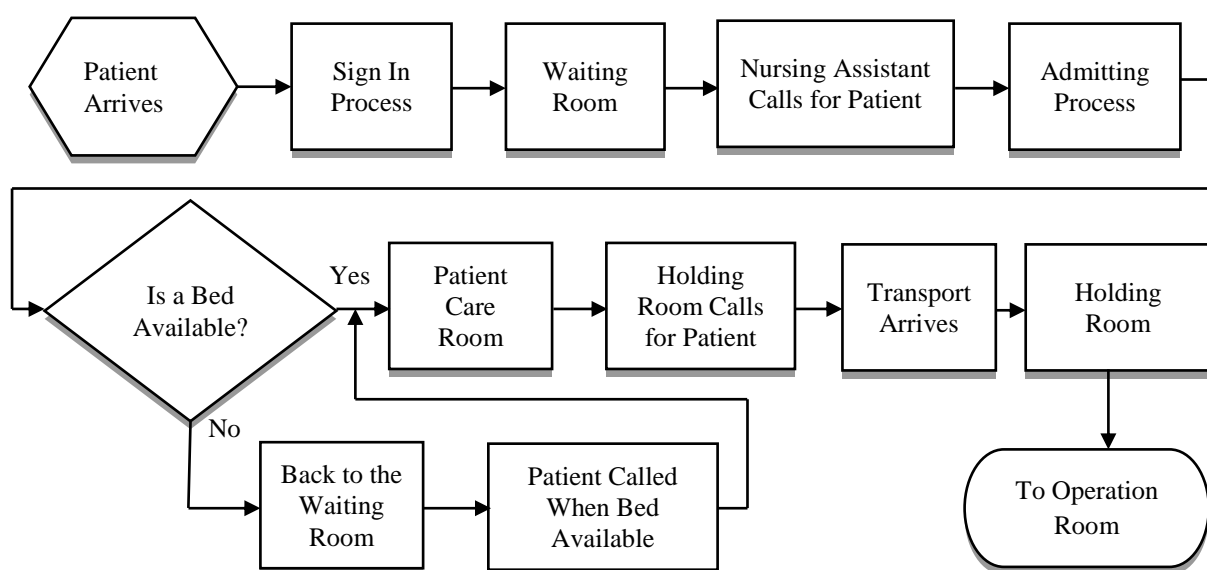 Patient
Arrives
Sign In
Process
Waiting
Room
Nursing Assistant
Calls for Patient
Admitting
Process
Is a Bed
Available?
Yes
No
Patient
Care
Room
Holding
Room Calls
for Patient
Transport
Arrives
Holding
Room
Back to the
Waiting
Room
Patient Called
When Bed
Available
To Operation
Room